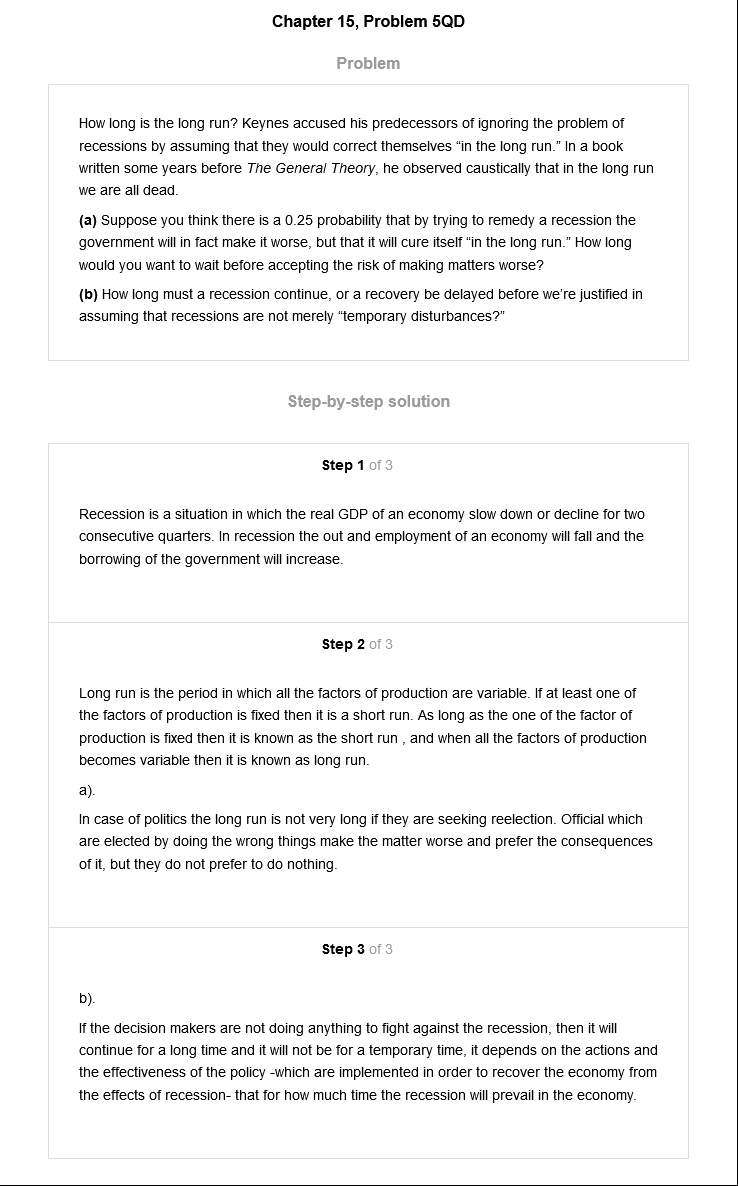 Chapter 15, Problem 5QD
Problem
How long is the long run? Keynes accused his predecessors of ignoring the problem of
recessions by assuming that they would correct themselves “in the long run.” In a book
written some years before The General Theory, he observed caustically that in the long run
we are all dead.
(a) Suppose you think there is a 0.25 probability that by trying to remedy a recession the
government will in fact make it worse, but that it will cure itself “in the long run.” How long
would you want to wait before accepting the risk of making matters worse?
(b) How long must a recession continue, or a recovery be delayed before we’re justified in
assuming that recessions are not merely “temporary disturbances?”
Step-by-step solution
Step 1 of 3
Recession is a situation in which the real GDP of an economy slow down or decline for two
consecutive quarters. In recession the out and employment of an economy will fall and the
borrowing of the government will increase.
Step 2 of 3
Long run is the period in which all the factors of production are variable. If at least one of
the factors of production is fixed then it is a short run. As long as the one of the factor of
production is fixed then it is known as the short run , and when all the factors of production
becomes variable then it is known as long run.
a).
In case of politics the long run is not very long if they are seeking reelection. Official which
are elected by doing the wrong things make the matter worse and prefer the consequences
of it, but they do not prefer to do nothing.
Step 3 of 3
b).
If the decision makers are not doing anything to fight against the recession, then it will
continue for a long time and it will not be for a temporary time, it depends on the actions and
the effectiveness of the policy -which are implemented in order to recover the economy from
the effects of recession- that for how much time the recession will prevail in the economy.